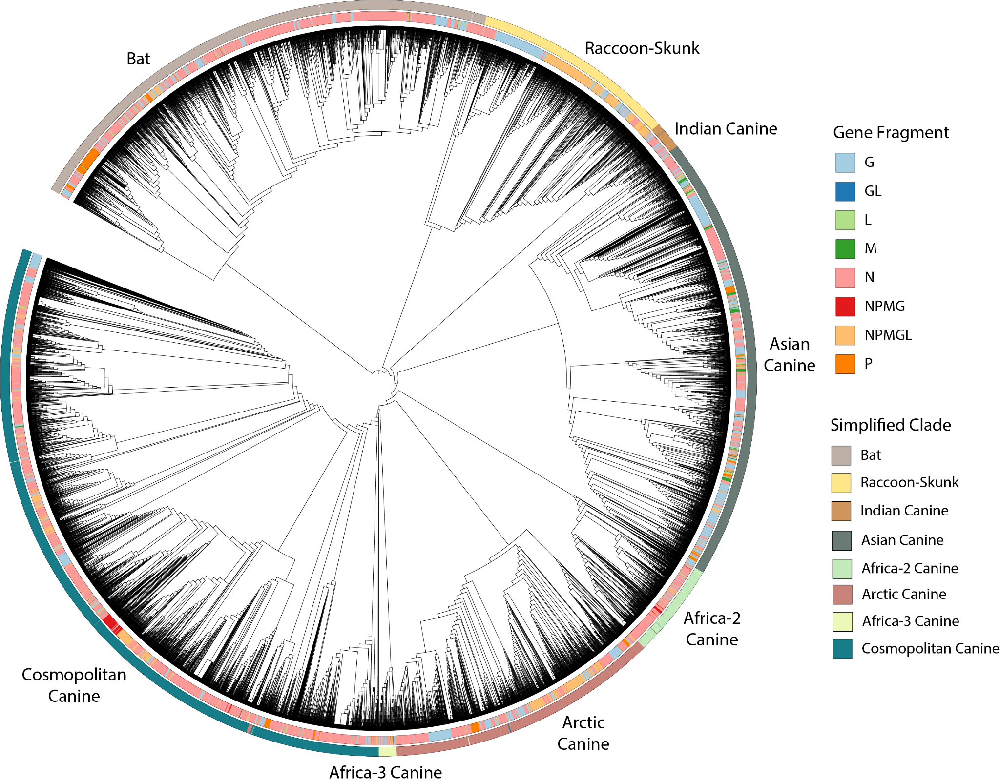 Bat
Raccoon-Skunk
Indian Canine
Asian
Canine
Africa-2
Canine
Arctic
Canine
Africa-3 Canine
Cosmopolitan
Canine
Gene Fragment
G
GL
L
M
N
NPMG
NPMGL
P
Simplified Clade
Bat
Raccoon-Skunk
Indian Canine
Asian Canine
Africa-2 Canine
Arctic Canine
Africa-3 Canine
Cosmopolitan Canine